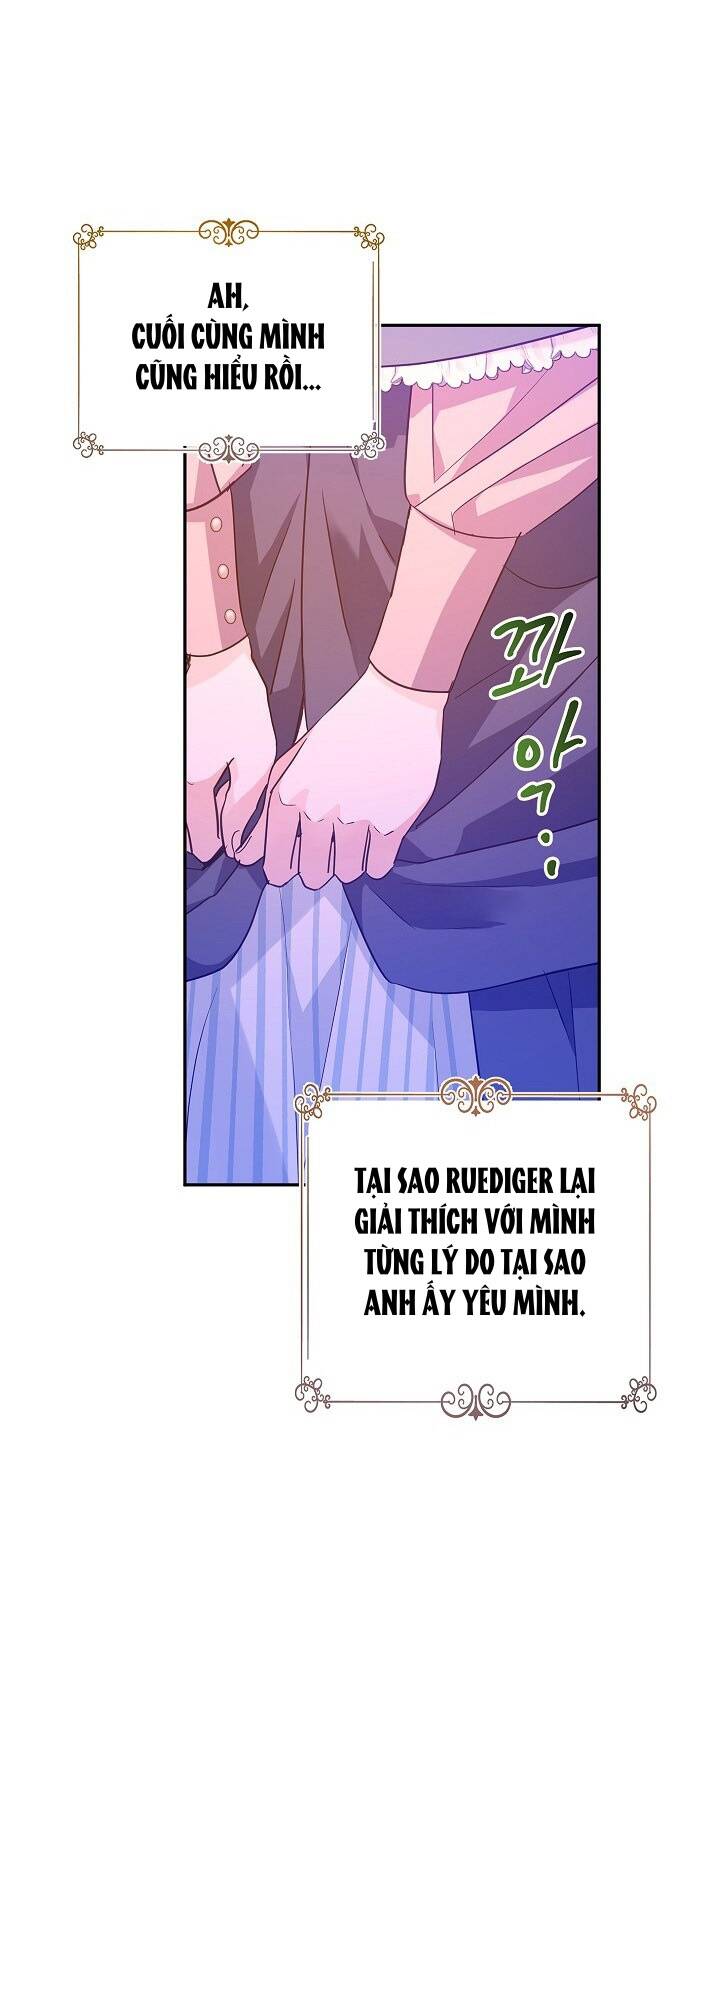 AH,
CUỐI CÙNG MÌNH
CŨNG HIỂU RỒI...
꽈
악..
TẠI SAO RUEDIGER LẠI
GIẢI THÍCH VỚI MÌNH
TỪNG LÝ DO TẠI SAO
ANH ẤY YÊU MÌNH.